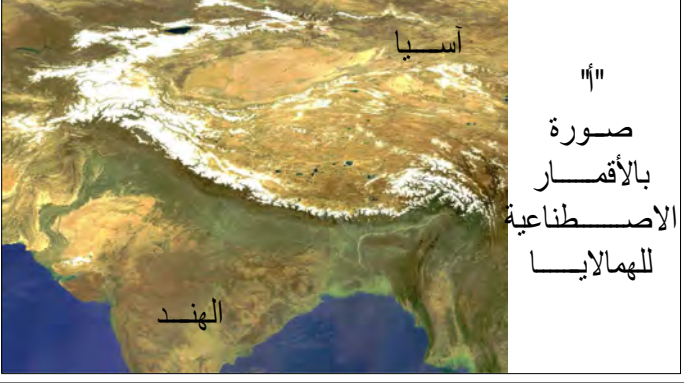 آسيا
"أ"
صورة
بالأقمار
الاصطناعية
للهمالايا
الهند